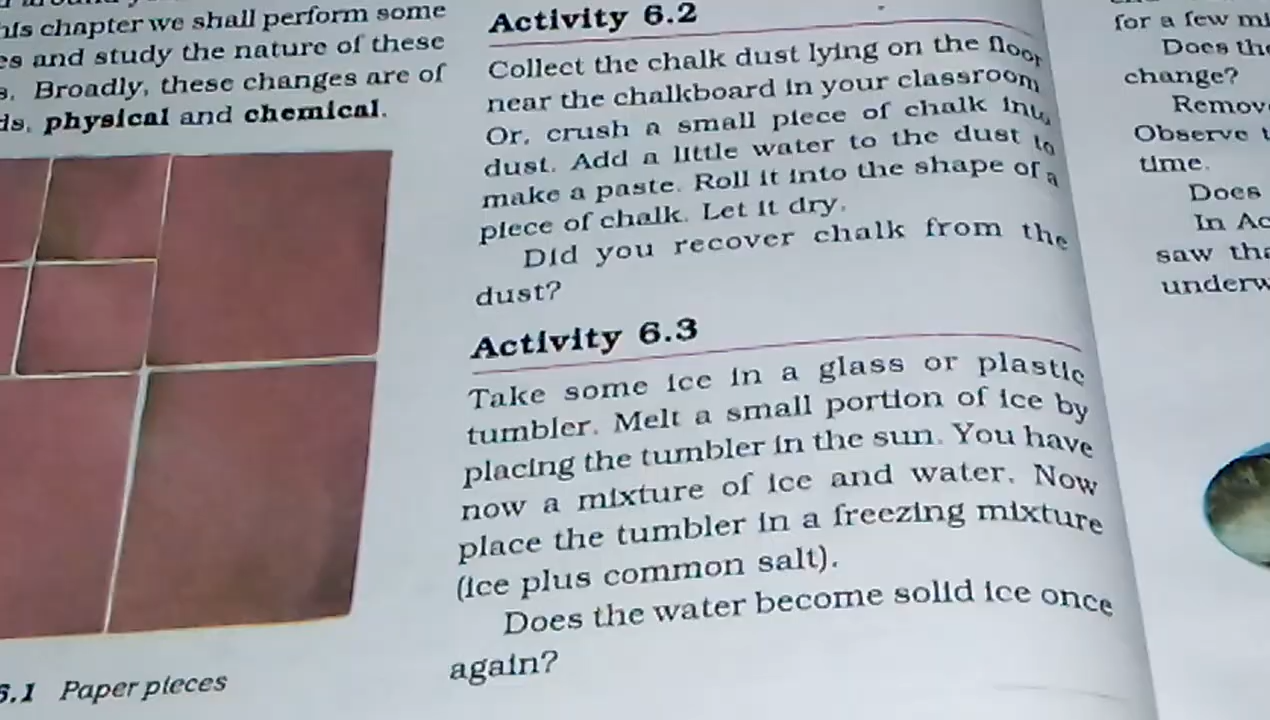 his chapter we shall perform some
and study the nature of these
Broadly, these changes are of
physical and chemical.
6.1 Paper pieces
Activity 6.2
Collect the chalk dust lying on the floor
near the chalkboard in your classroom
Or, crush a small piece of chalk into
dust. Add a little water to the dust to
make a paste. Roll it into the shape of a
piece of chalk. Let it dry.
Did you recover chalk from the
dust?
Activity 6.3
Take some ice in a glass or plastic
tumbler. Melt a small portion of ice by
placing the tumbler in the sun. You have
now a mixture of ice and water. Now
place the tumbler in a freezing mixture
(ice plus common salt).
Does the water become solid ice once
again?
for a few
Does
change?
Observe
time.
Does
In
saw